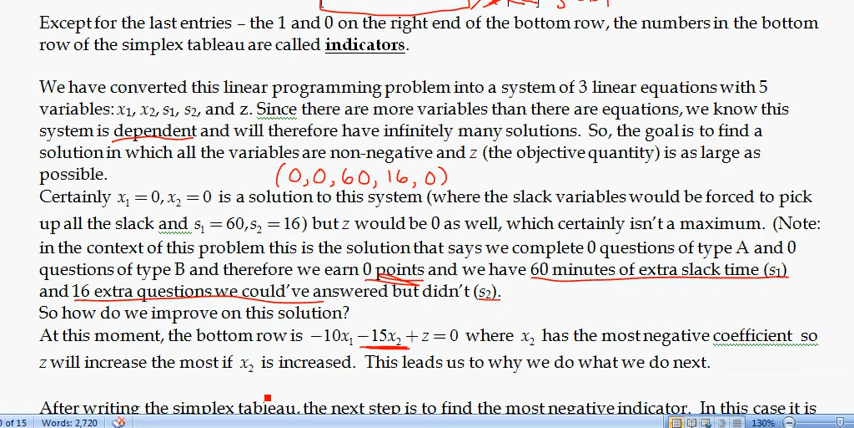 Except for the last entries – the 1 and 0 on the right end of the bottom row, the numbers in the bottom
row of the simplex tableau are called indicators.
We have converted this linear programming problem into a system of 3 linear equations with 5
variables: x₁, x₂, s₁, s₂, and z. Since there are more variables than there are equations, we know this
system is dependent and will therefore have infinitely many solutions. So, the goal is to find a
solution in which all the variables are non-negative and z (the objective quantity) is as large as
possible.
(0,0,60,16,0)
Certainly x₁ = 0, x₂ = 0 is a solution to this system (where the slack variables would be forced to pick
up all the slack and s₁ = 60, s₂ = 16) but z would be 0 as well, which certainly isn't a maximum. (Note:
in the context of this problem this is the solution that says we complete 0 questions of type A and 0
questions of type B and therefore we earn 0 points and we have 60 minutes of extra slack time (s₁)
and 16 extra questions we could've answered but didn't (s₂).
So how do we improve on this solution?
At this moment, the bottom row is −10x₁ −15x₂ + z = 0 where x₂ has the most negative coefficient so
z will increase the most if x₂ is increased. This leads us to why we do what we do next.
After writing the simplex tableau, the next step is to find the most negative indicator. In this case it is
of 15 Words: 2,720 130%